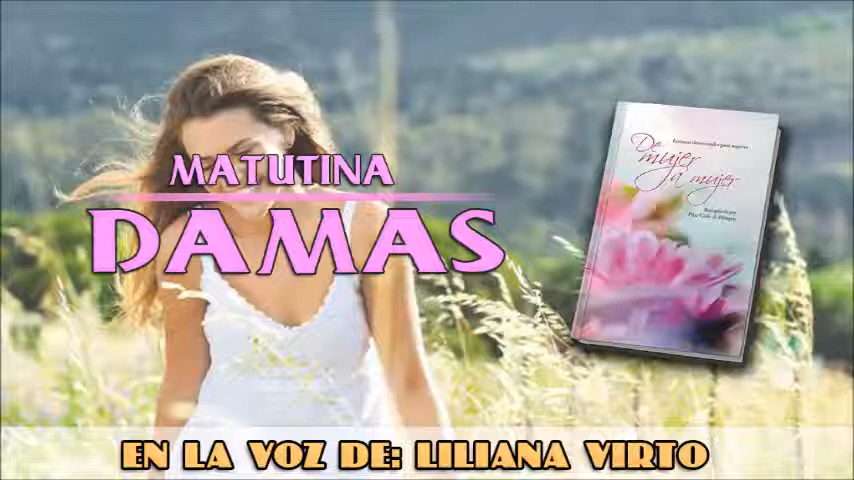 MATUTINA
DAMAS
De
mujer
a mujer
EN LA VOZ DE: LILIANA VIRTO